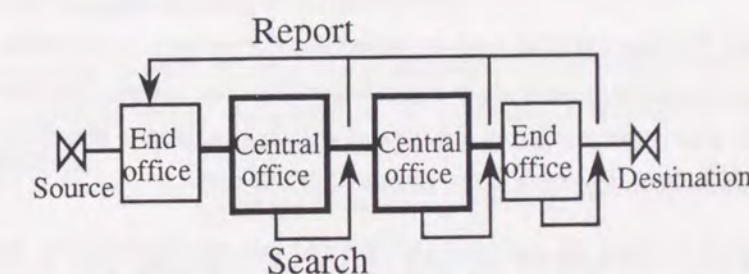 Report
End
office
Central
office
Central
office
End
office
Source
Destination
Search